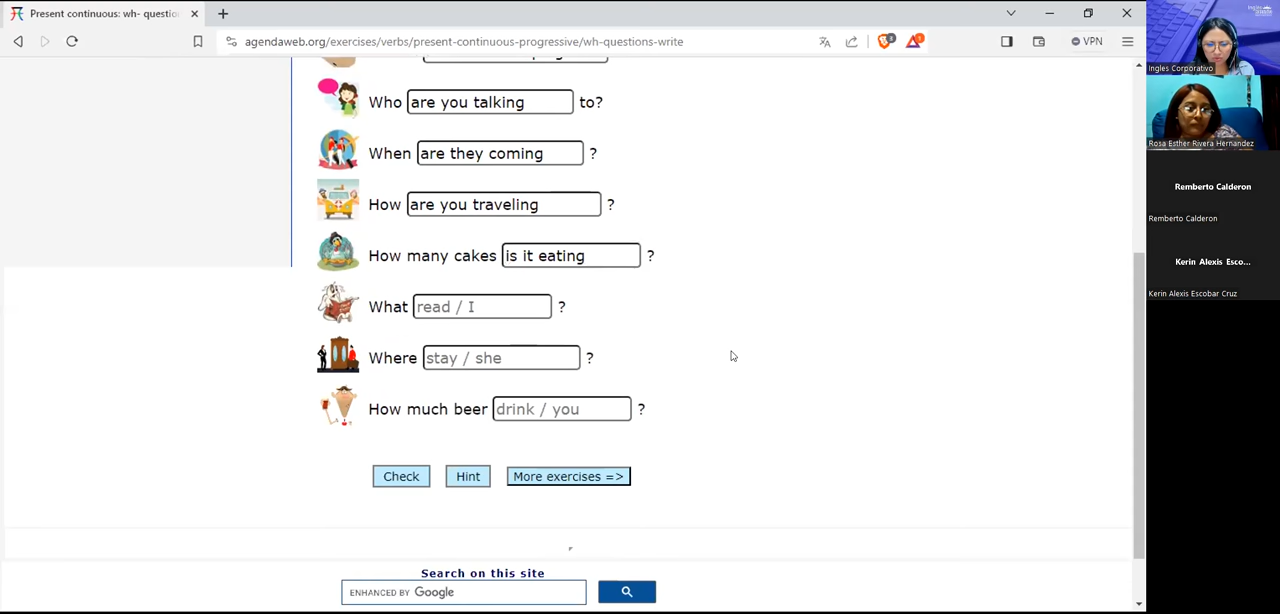 Present continuous: wh- question
agendaweb.org/exercises/verbs/present-continuous-progressive/wh-questions-write
VPN
Who are you talking to?
When are they coming ?
How are you traveling ?
How many cakes is it eating ?
What read / I ?
Where stay / she ?
How much beer drink / you ?
Check Hint More exercises =>
Search on this site
ENHANCED BY Google
Ingles Corporativo
Rosa Esther Rivera Hernandez
Remberto Calderon
Remberto Calderon
Kerin Alexis Esco...
Kerin Alexis Escobar Cruz